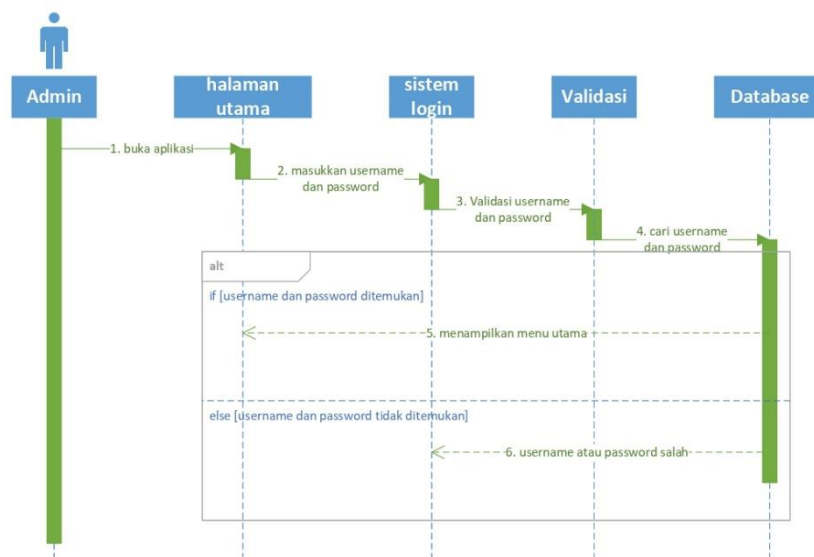 Admin
halaman
utama
sistem
login
Validasi
Database
1. buka aplikasi
2. masukkan username
dan password
3. Validasi username
dan password
4. cari username
dan password
alt
if [username dan password ditemukan]
5. menampilkan menu utama
else [username dan password tidak ditemukan]
6. username atau password salah